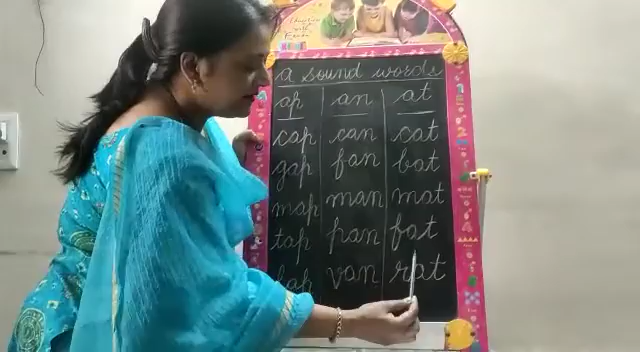 a sound words
ap an at
cap can cat
gap fan bat
map man mat
tap pan fat
van rat